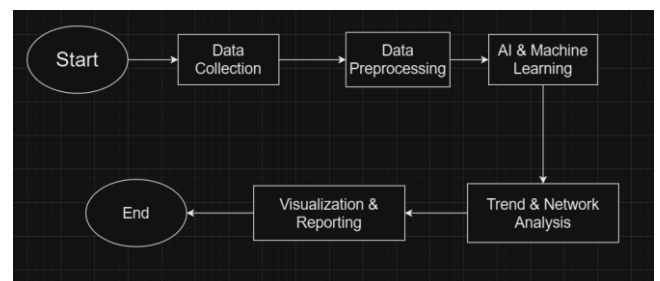 Start
Data
Collection
Data
Preprocessing
AI & Machine
Learning
Trend & Network
Analysis
Visualization &
Reporting
End